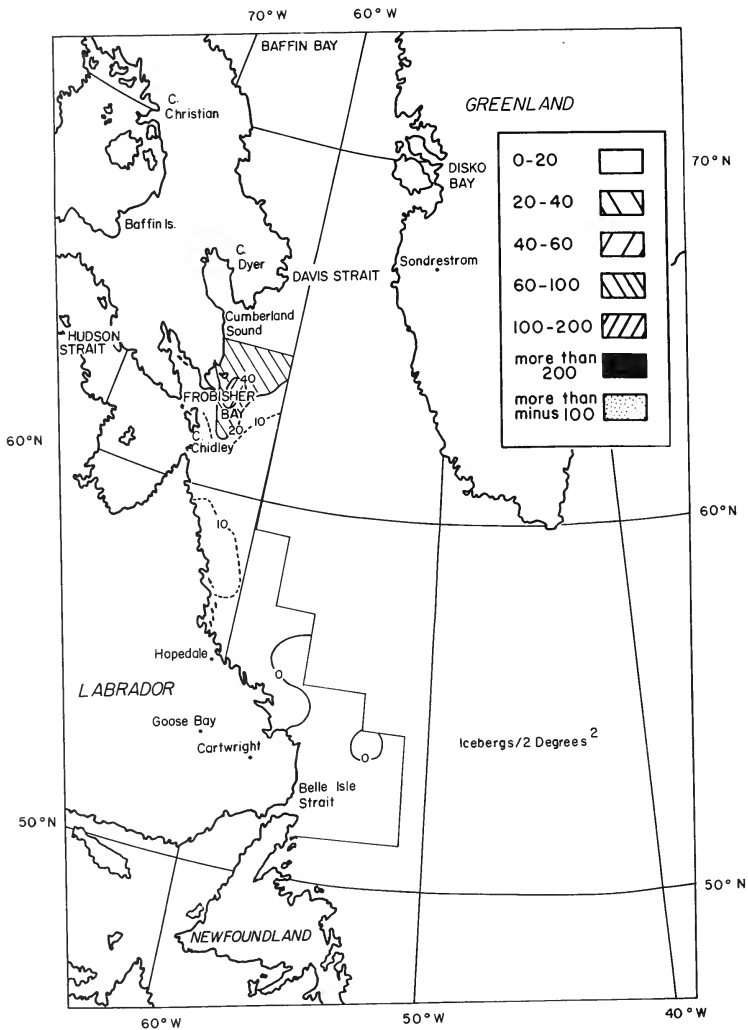 70°W 60°W
BAFFIN BAY
C.
Christian
GREENLAND
0-20
20-40
40-60
60-100
100-200
more than
200
more than
minus 100
70°N
DISKO
BAY
Baffin Is.
C.
Dyer
DAVIS STRAIT
Sondrestrom
Cumberland
Sound
HUDSON
STRAIT
40
FROBISHER
BAY
10
20
C.
Chidley
60°N
60°N
10
Hopedale
0
LABRADOR
Goose Bay
Cartwright
0
Icebergs/2 Degrees²
Belle Isle
Strait
50°N
50°N
NEWFOUNDLAND
60°W
50°W
40°W